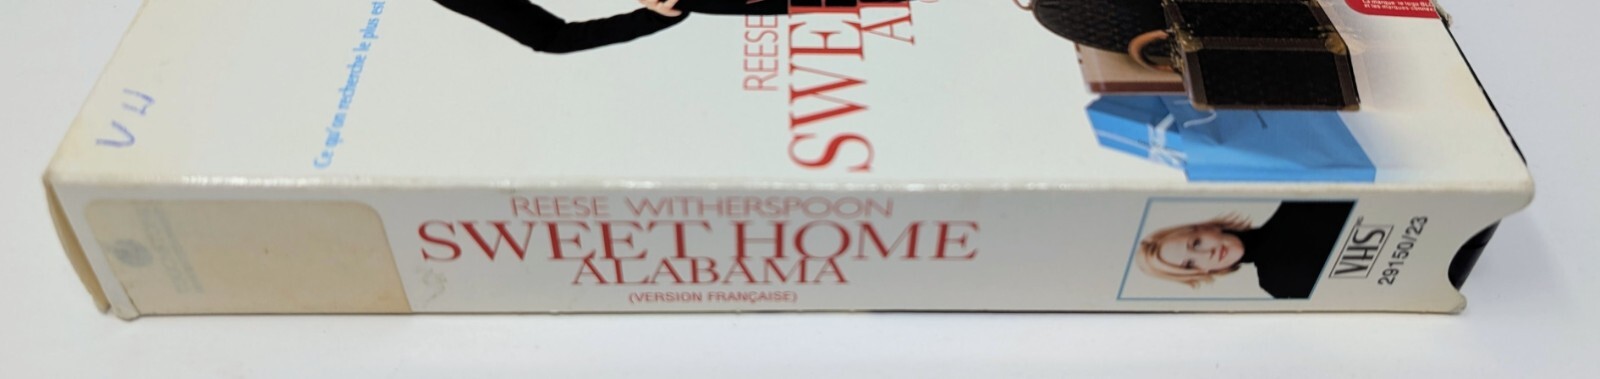 Ce qu'on recherche le plus est
REESE
SWEE
REESE WITHERSPOON
SWEET HOME
ALABAMA
(VERSION FRANÇAISE)
VHS
29150/23